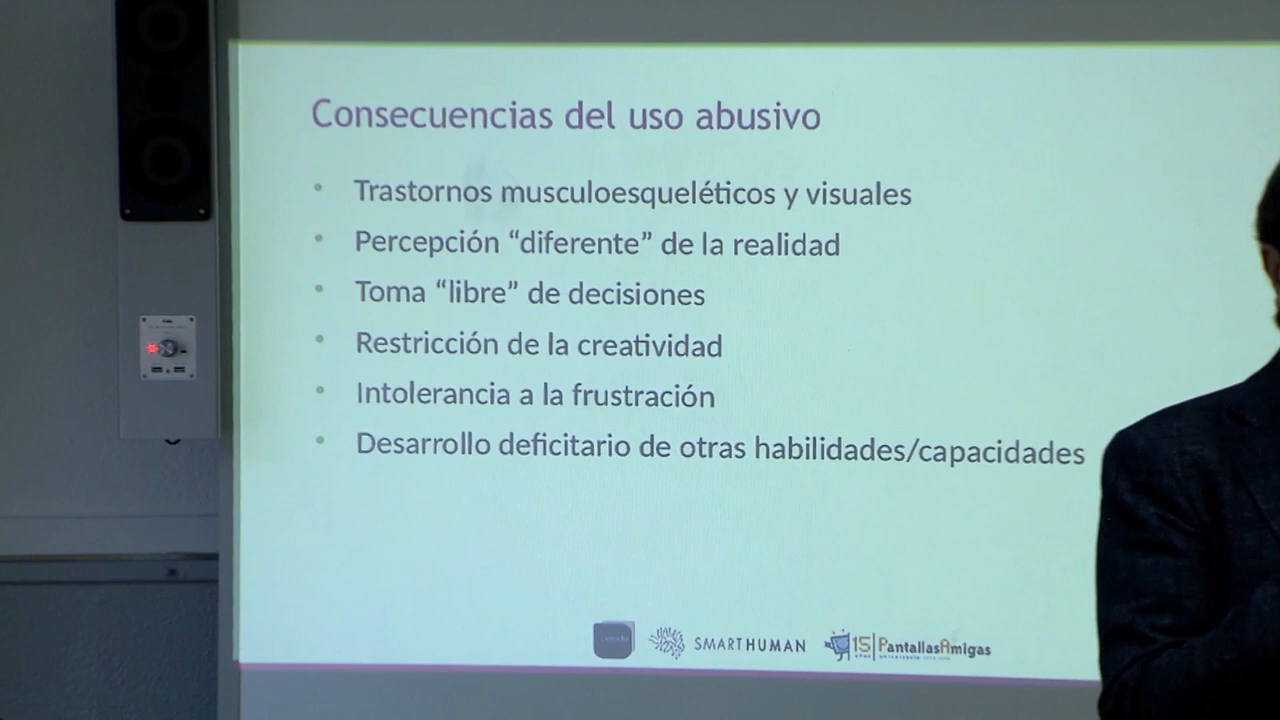 Consecuencias del uso abusivo
• Trastornos musculoesqueléticos y visuales
• Percepción “diferente” de la realidad
• Toma “libre” de decisiones
• Restricción de la creatividad
• Intolerancia a la frustración
• Desarrollo deficitario de otras habilidades/capacidades
SMARTHUMAN
15 PantallasAmigas